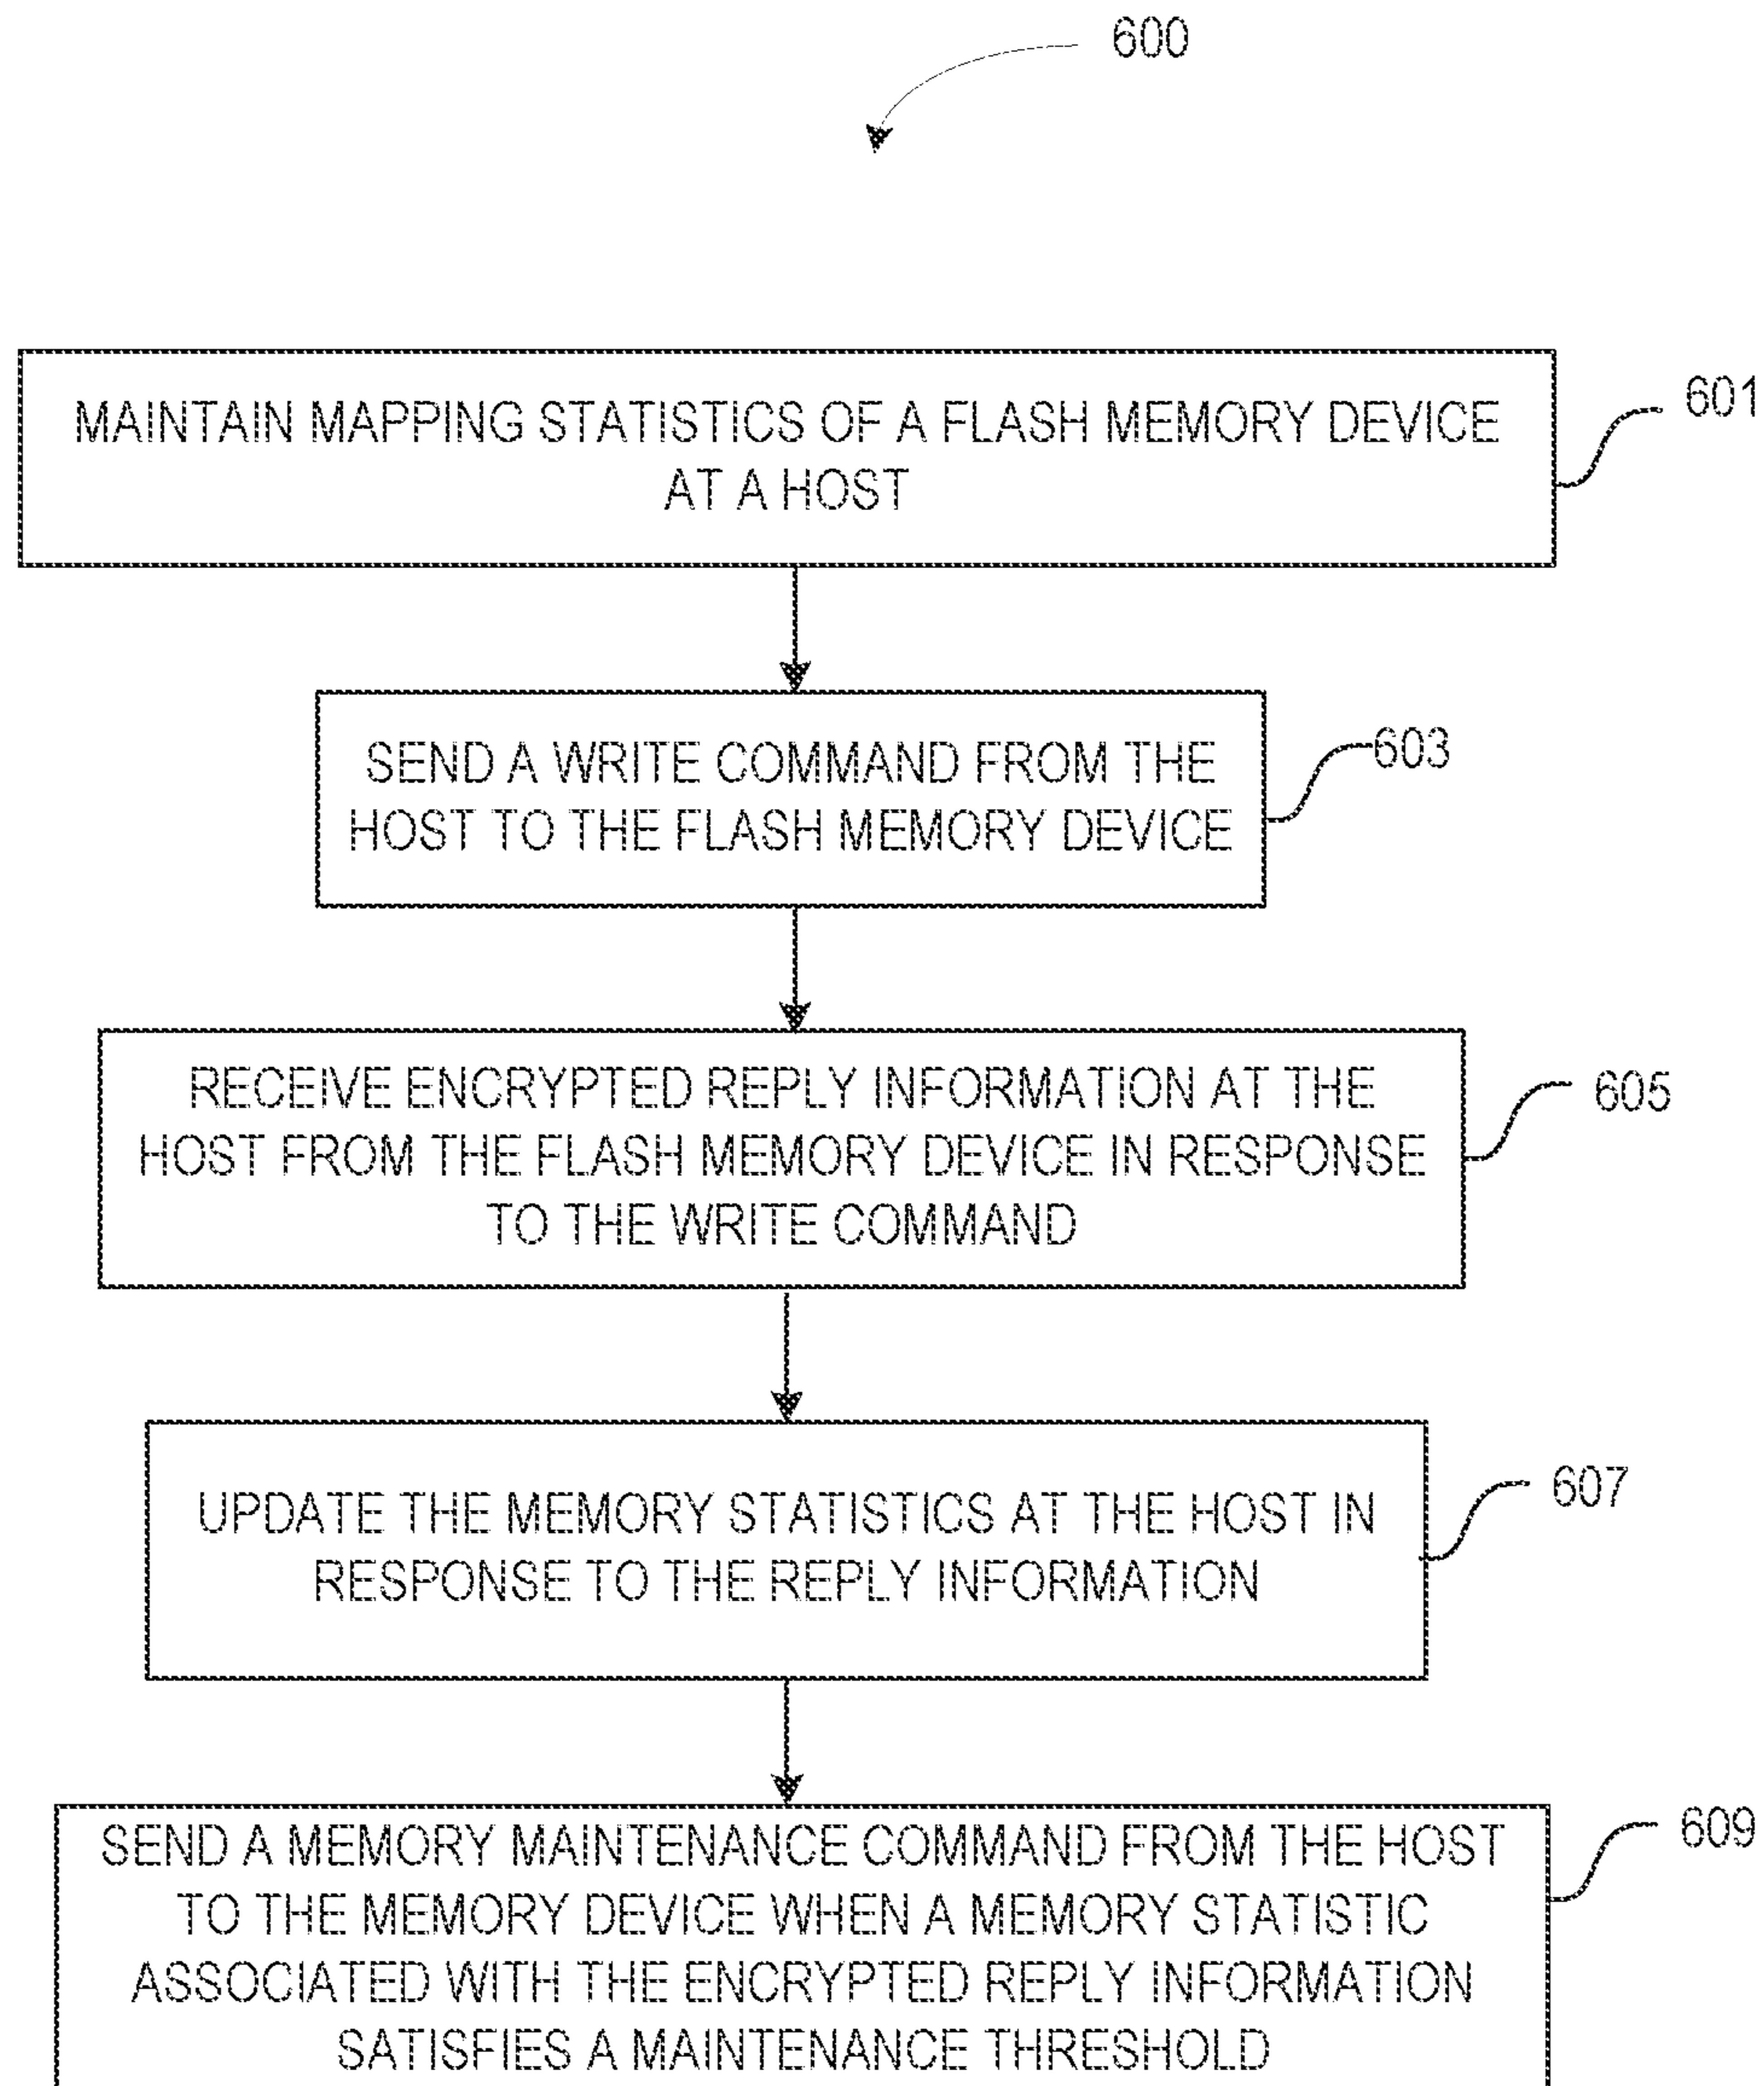 600
MAINTAIN MAPPING STATISTICS OF A FLASH MEMORY DEVICE
AT A HOST
601
SEND A WRITE COMMAND FROM THE
HOST TO THE FLASH MEMORY DEVICE
603
RECEIVE ENCRYPTED REPLY INFORMATION AT THE
HOST FROM THE FLASH MEMORY DEVICE IN RESPONSE
TO THE WRITE COMMAND
605
UPDATE THE MEMORY STATISTICS AT THE HOST IN
RESPONSE TO THE REPLY INFORMATION
607
SEND A MEMORY MAINTENANCE COMMAND FROM THE HOST
TO THE MEMORY DEVICE WHEN A MEMORY STATISTIC
ASSOCIATED WITH THE ENCRYPTED REPLY INFORMATION
SATISFIES A MAINTENANCE THRESHOLD
609